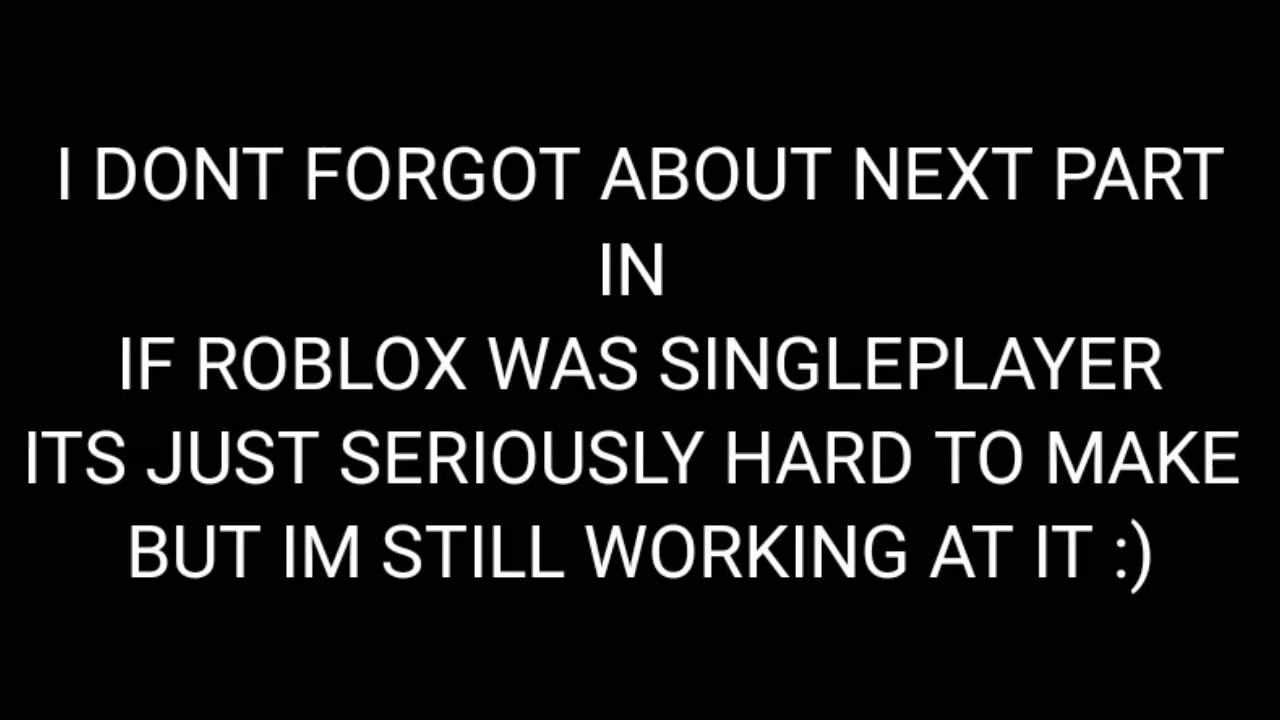 I DONT FORGOT ABOUT NEXT PART
IN
IF ROBLOX WAS SINGLEPLAYER
ITS JUST SERIOUSLY HARD TO MAKE
BUT IM STILL WORKING AT IT :)